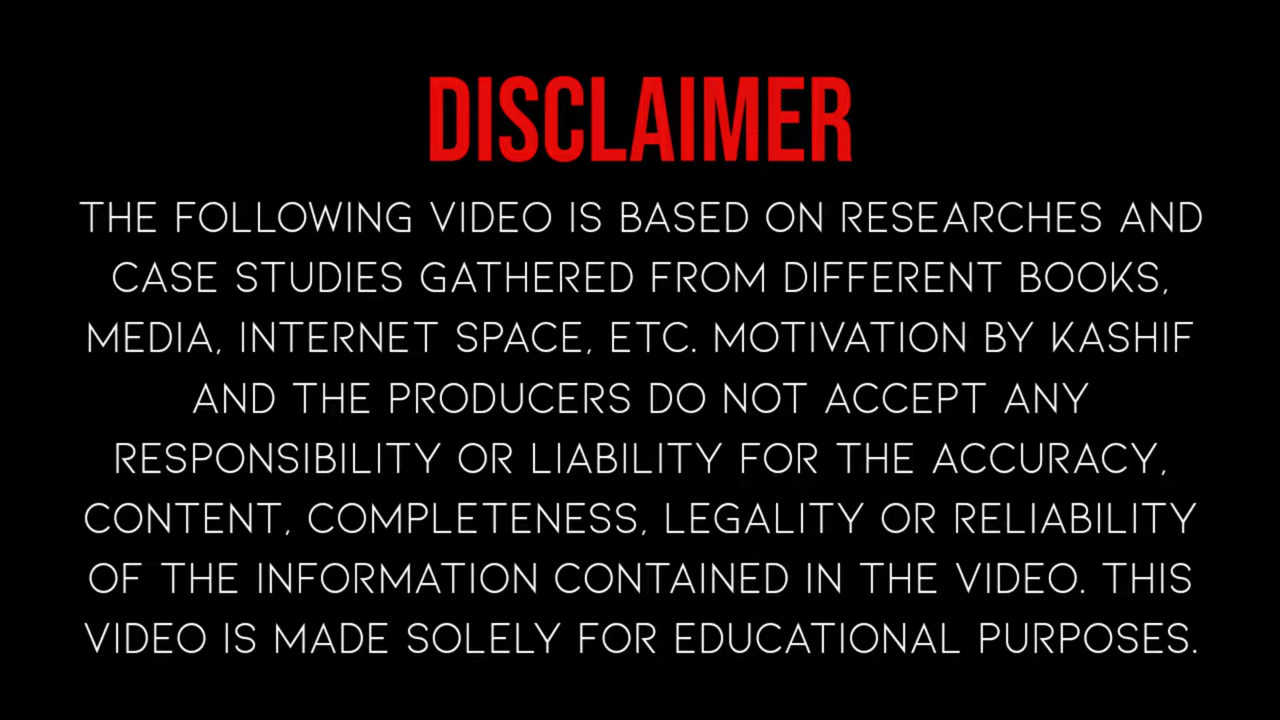 DISCLAIMER
THE FOLLOWING VIDEO IS BASED ON RESEARCHES AND
CASE STUDIES GATHERED FROM DIFFERENT BOOKS,
MEDIA, INTERNET SPACE, ETC. MOTIVATION BY KASHIF
AND THE PRODUCERS DO NOT ACCEPT ANY
RESPONSIBILITY OR LIABILITY FOR THE ACCURACY,
CONTENT, COMPLETENESS, LEGALITY OR RELIABILITY
OF THE INFORMATION CONTAINED IN THE VIDEO. THIS
VIDEO IS MADE SOLELY FOR EDUCATIONAL PURPOSES.